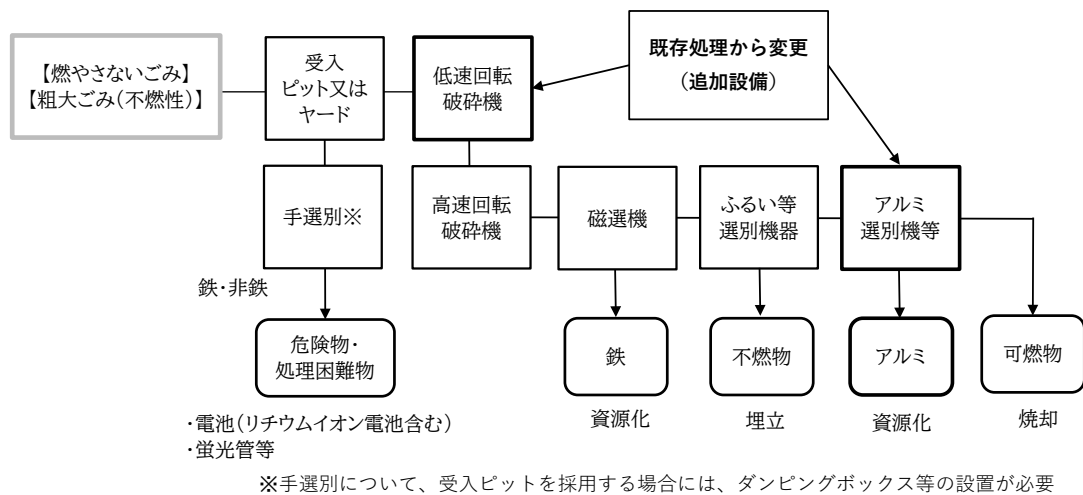 【燃やさないごみ】
【粗大ごみ(不燃性)】
受入
ピット又は
ヤード
低速回転
破砕機
既存処理から変更
(追加設備)
手選別※
高速回転
破砕機
磁選機
ふるい等
選別機器
アルミ
選別機等
鉄・非鉄
危険物・
処理困難物
鉄
不燃物
アルミ
可燃物
・電池(リチウムイオン電池含む)
・蛍光管等
資源化
埋立
資源化
焼却
※手選別について、受入ピットを採用する場合には、ダンピングボックス等の設置が必要